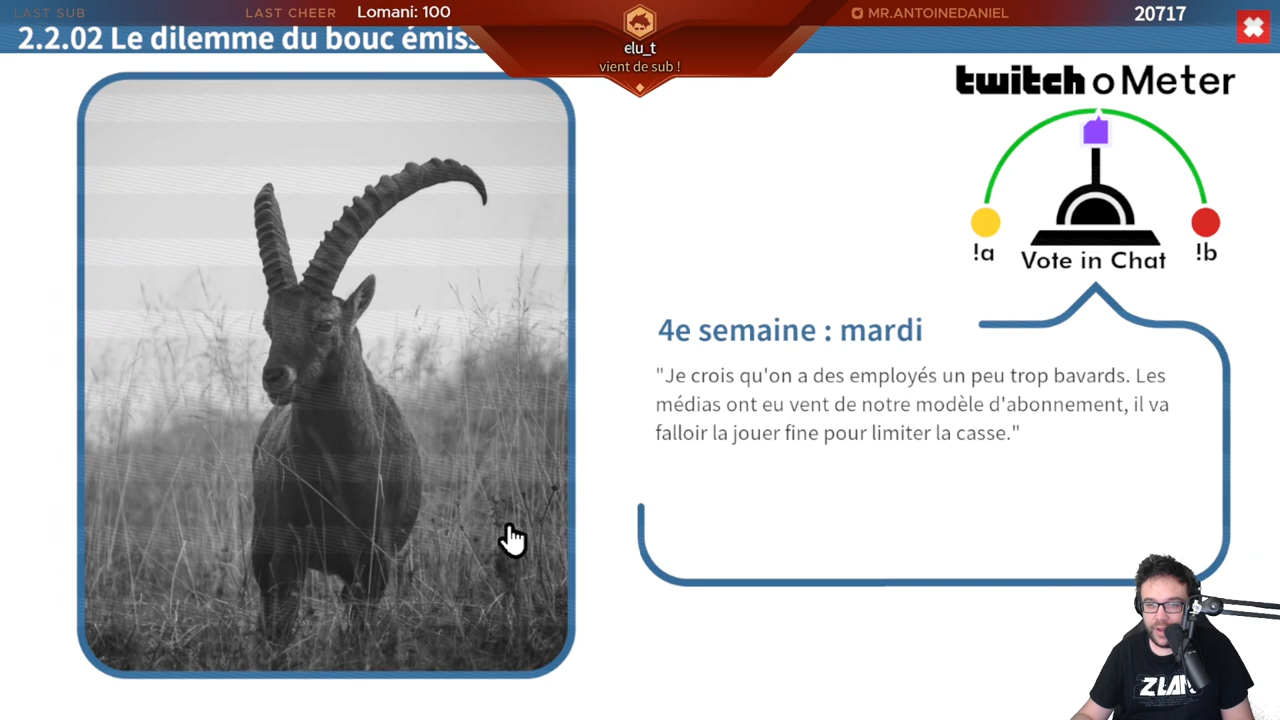 LAST SUB
LAST CHEER
Lomani: 100
MR.ANTOINEDANIEL
20717
2.2.02 Le dilemme du bouc émiss
elu_t
vient de sub !
twitch o Meter
!a
Vote in Chat
!b
4e semaine : mardi
"Je crois qu'on a des employés un peu trop bavards. Les
médias ont eu vent de notre modèle d'abonnement, il va
falloir la jouer fine pour limiter la casse."
ZLAN